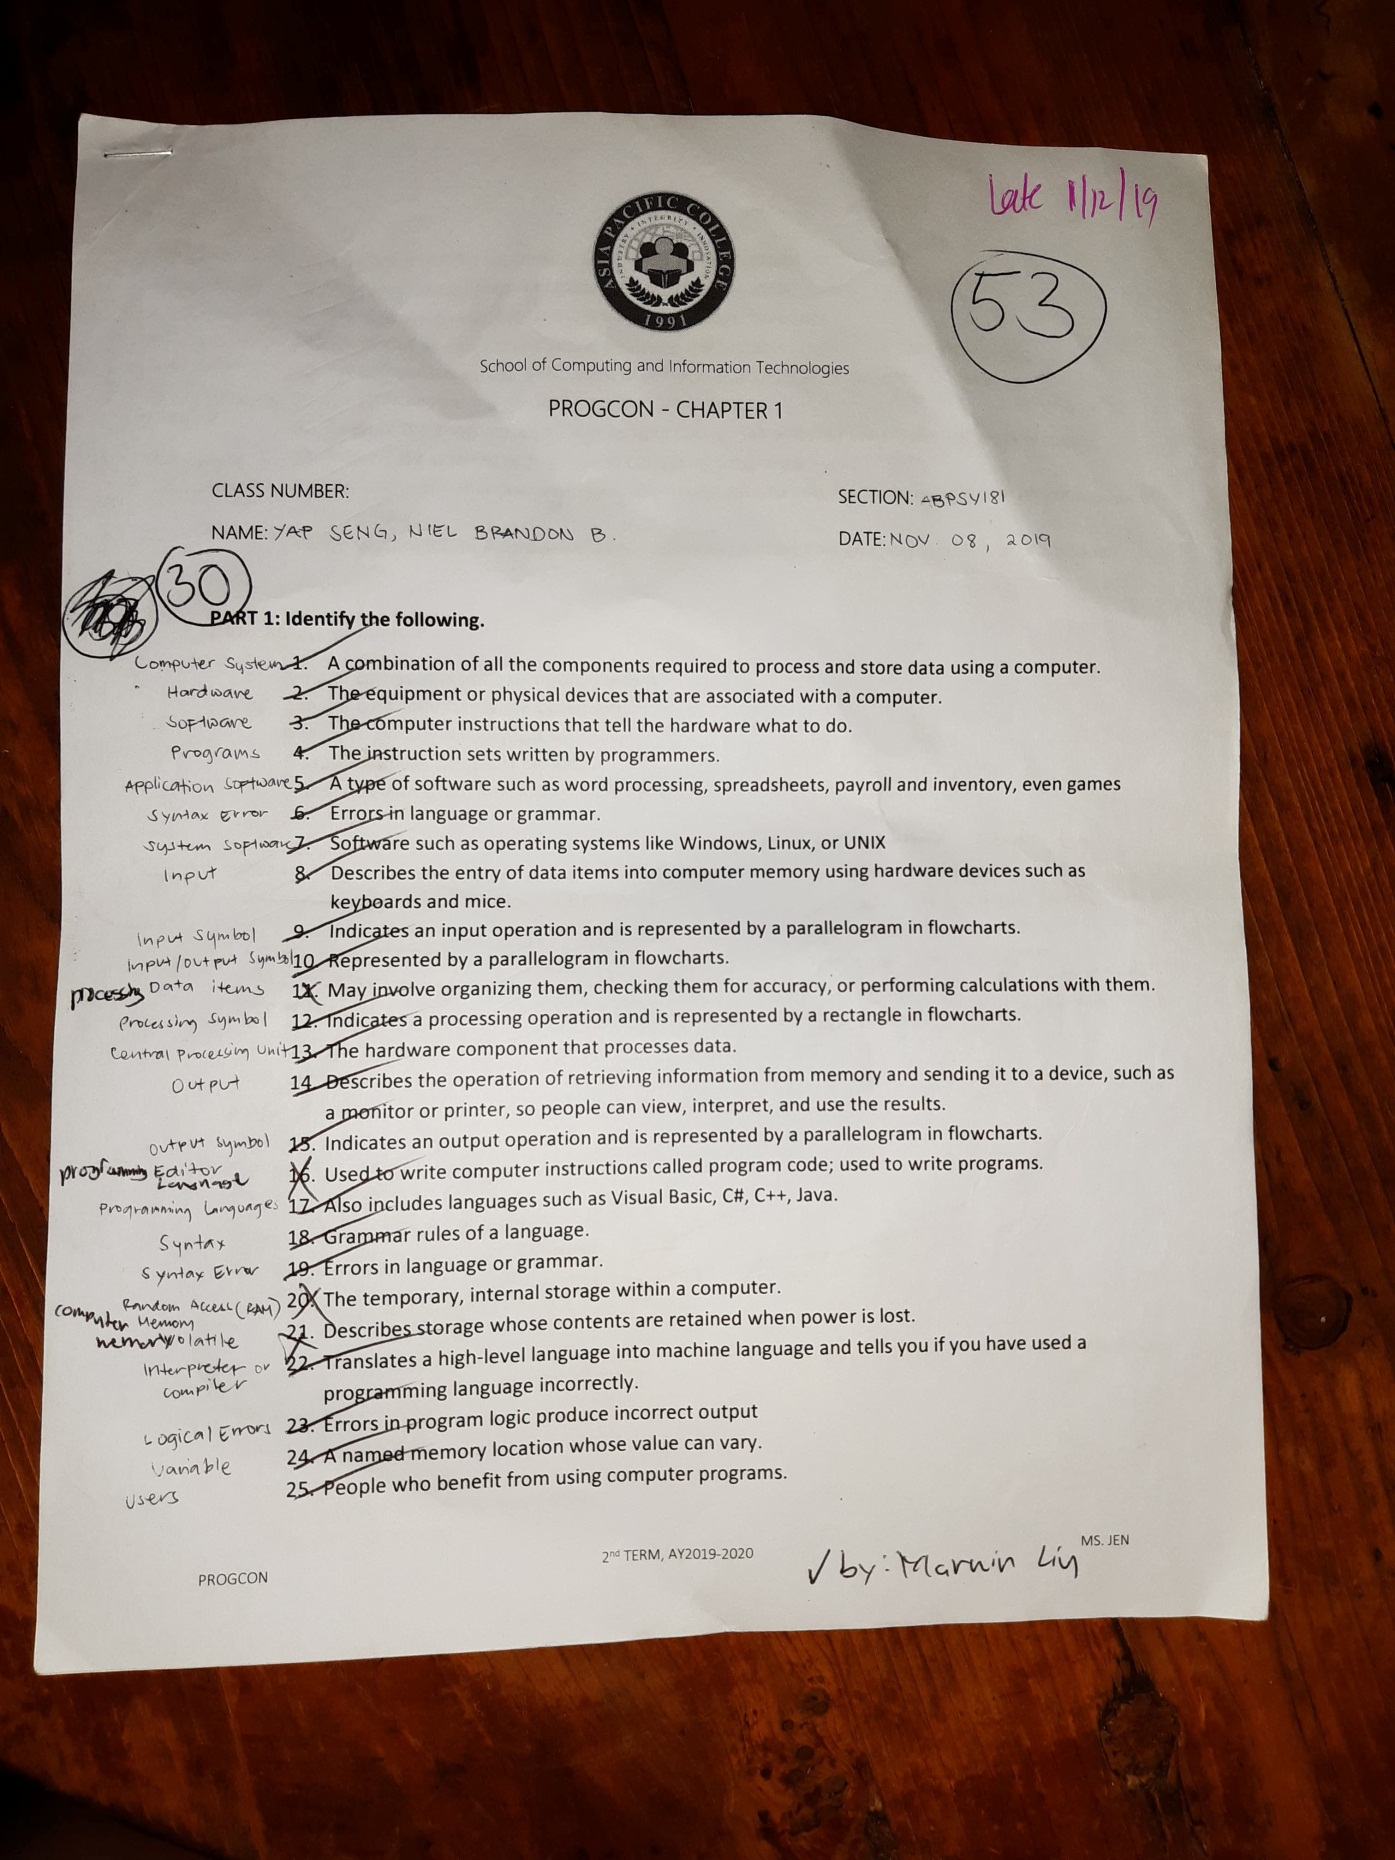 Late 11/12/19
53
ASIA PACIFIC COLLEGE
INDUSTRY • INTEGRITY • INNOVATION
1991
School of Computing and Information Technologies
PROGCON - CHAPTER 1
CLASS NUMBER:
SECTION: ABPSY181
NAME: YAP SENG, NIEL BRANDON B.
DATE: NOV. 08, 2019
30
PART 1: Identify the following.
Computer System 1. A combination of all the components required to process and store data using a computer.
Hardware 2. The equipment or physical devices that are associated with a computer.
Software 3. The computer instructions that tell the hardware what to do.
Programs 4. The instruction sets written by programmers.
Application Software 5. A type of software such as word processing, spreadsheets, payroll and inventory, even games
Syntax Error 6. Errors in language or grammar.
System Software 7. Software such as operating systems like Windows, Linux, or UNIX
Input 8. Describes the entry of data items into computer memory using hardware devices such as
keyboards and mice.
Input Symbol 9. Indicates an input operation and is represented by a parallelogram in flowcharts.
Input/Output Symbol 10. Represented by a parallelogram in flowcharts.
processing Data items 11. May involve organizing them, checking them for accuracy, or performing calculations with them.
Processing Symbol 12. Indicates a processing operation and is represented by a rectangle in flowcharts.
Central Processing Unit 13. The hardware component that processes data.
Output 14. Describes the operation of retrieving information from memory and sending it to a device, such as
a monitor or printer, so people can view, interpret, and use the results.
Output Symbol 15. Indicates an output operation and is represented by a parallelogram in flowcharts.
programming Editor 16. Used to write computer instructions called program code; used to write programs.
Programming Languages 17. Also includes languages such as Visual Basic, C#, C++, Java.
Syntax 18. Grammar rules of a language.
Syntax Error 19. Errors in language or grammar.
Random Access (RAM) 20. The temporary, internal storage within a computer.
computer Memory
memory Volatile 21. Describes storage whose contents are retained when power is lost.
Interpreter or 22. Translates a high-level language into machine language and tells you if you have used a
compiler programming language incorrectly.
Logical Errors 23. Errors in program logic produce incorrect output
Variable 24. A named memory location whose value can vary.
Users 25. People who benefit from using computer programs.
2nd TERM, AY2019-2020
MS. JEN
PROGCON
✓ by: Marwin Liy